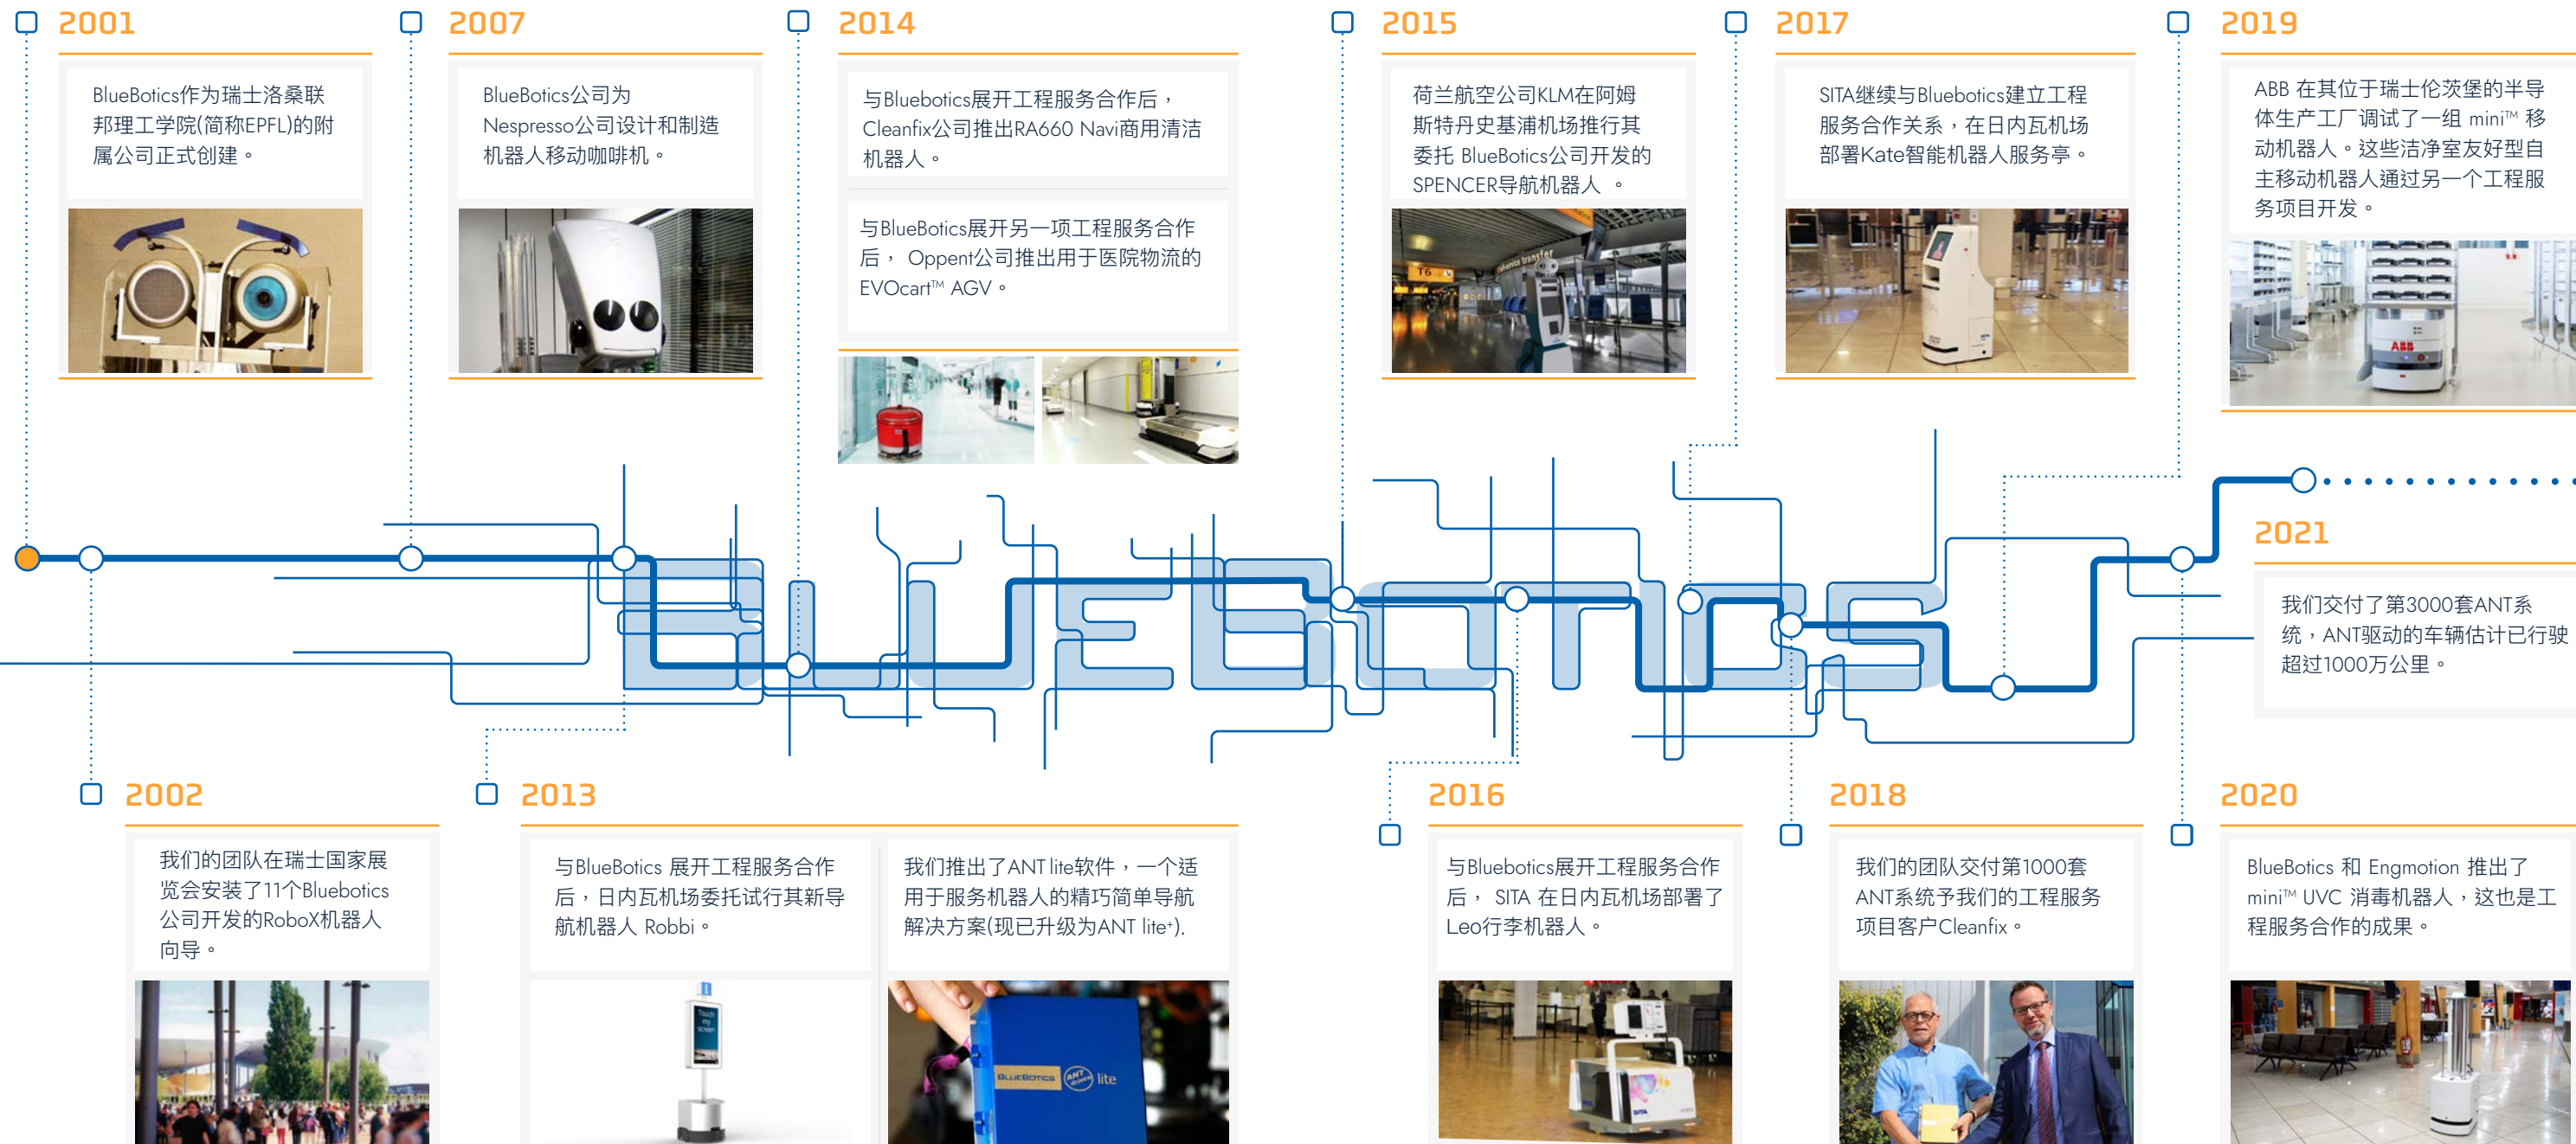 2001
BlueBotics作为瑞士洛桑联
邦理工学院(简称EPFL)的附
属公司正式创建。
2007
BlueBotics公司为
Nespresso公司设计和制造
机器人移动咖啡机。
2014
与Bluebotics展开工程服务合作后，
Cleanfix公司推出RA660 Navi商用清洁
机器人。
与BlueBotics展开另一项工程服务合作
后， Oppent公司推出用于医院物流的
EVOcart™ AGV。
2015
荷兰航空公司KLM在阿姆
斯特丹史基浦机场推行其
委托 BlueBotics公司开发的
SPENCER导航机器人 。
T6
transfer
2017
SITA继续与Bluebotics建立工程
服务合作关系，在日内瓦机场
部署Kate智能机器人服务亭。
2019
ABB 在其位于瑞士伦茨堡的半导
体生产工厂调试了一组 mini™ 移
动机器人。这些洁净室友好型自
主移动机器人通过另一个工程服
务项目开发。
ABB
BLUEBOTICS
2021
我们交付了第3000套ANT系
统，ANT驱动的车辆估计已行驶
超过1000万公里。
2002
我们的团队在瑞士国家展
览会安装了11个Bluebotics
公司开发的RoboX机器人
向导。
2013
与BlueBotics 展开工程服务合作
后，日内瓦机场委托试行其新导
航机器人 Robbi。
Touch
my
screen
我们推出了ANT lite软件，一个适
用于服务机器人的精巧简单导航
解决方案(现已升级为ANT lite⁺).
BLUEBOTICS
ANT
driven
lite
2016
与Bluebotics展开工程服务合作
后， SITA 在日内瓦机场部署了
Leo行李机器人。
SITA
2018
我们的团队交付第1000套
ANT系统予我们的工程服务
项目客户Cleanfix。
2020
BlueBotics 和 Engmotion 推出了
mini™ UVC 消毒机器人，这也是工
程服务合作的成果。